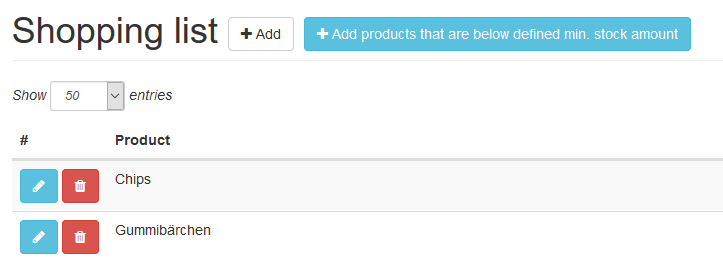 Shopping list + Add + Add products that are below defined min. stock amount
Show 50 entries
# Product
Chips
Gummibärchen